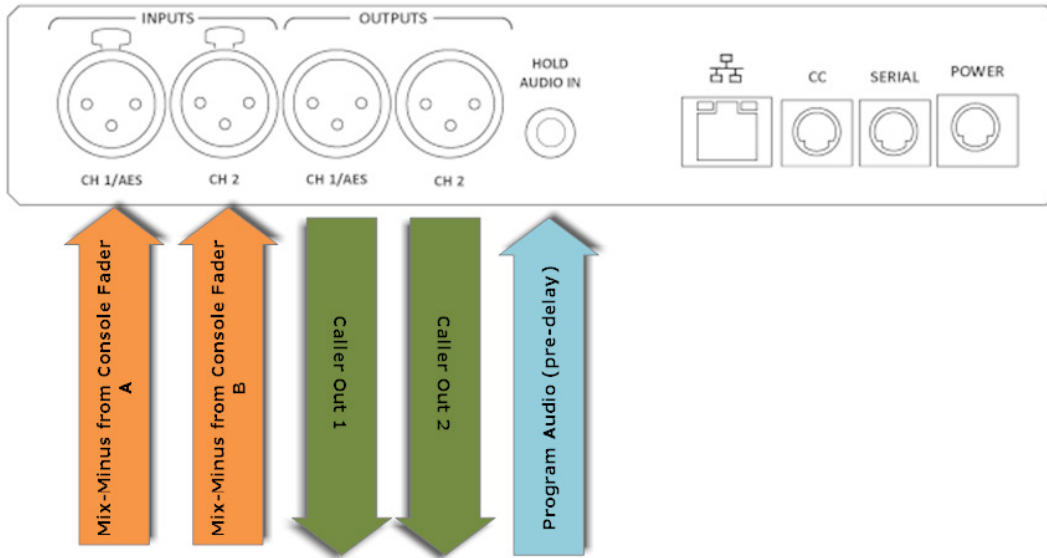 INPUTS
OUTPUTS
HOLD
AUDIO IN
CC
SERIAL
POWER
CH 1/AES
CH 2
CH 1/AES
CH 2
Mix-Minus from Console Fader
A
Mix-Minus from Console Fader
B
Caller Out 1
Caller Out 2
Program Audio (pre-delay)